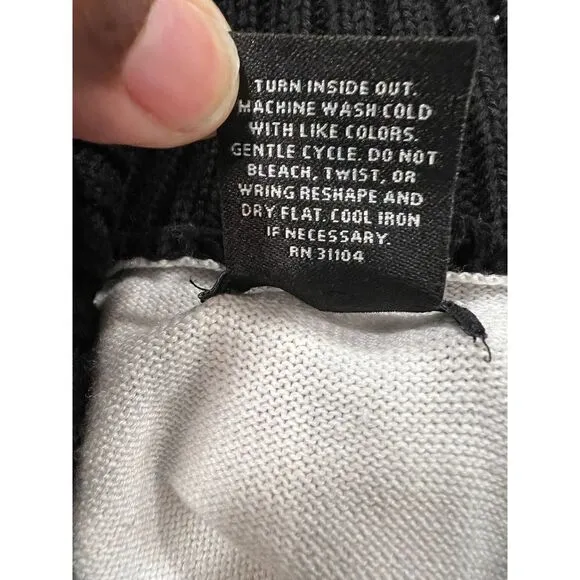 TURN INSIDE OUT.
MACHINE WASH COLD
WITH LIKE COLORS.
GENTLE CYCLE. DO NOT
BLEACH, TWIST, OR
WRING RESHAPE AND
DRY FLAT. COOL IRON
IF NECESSARY.
RN 31104